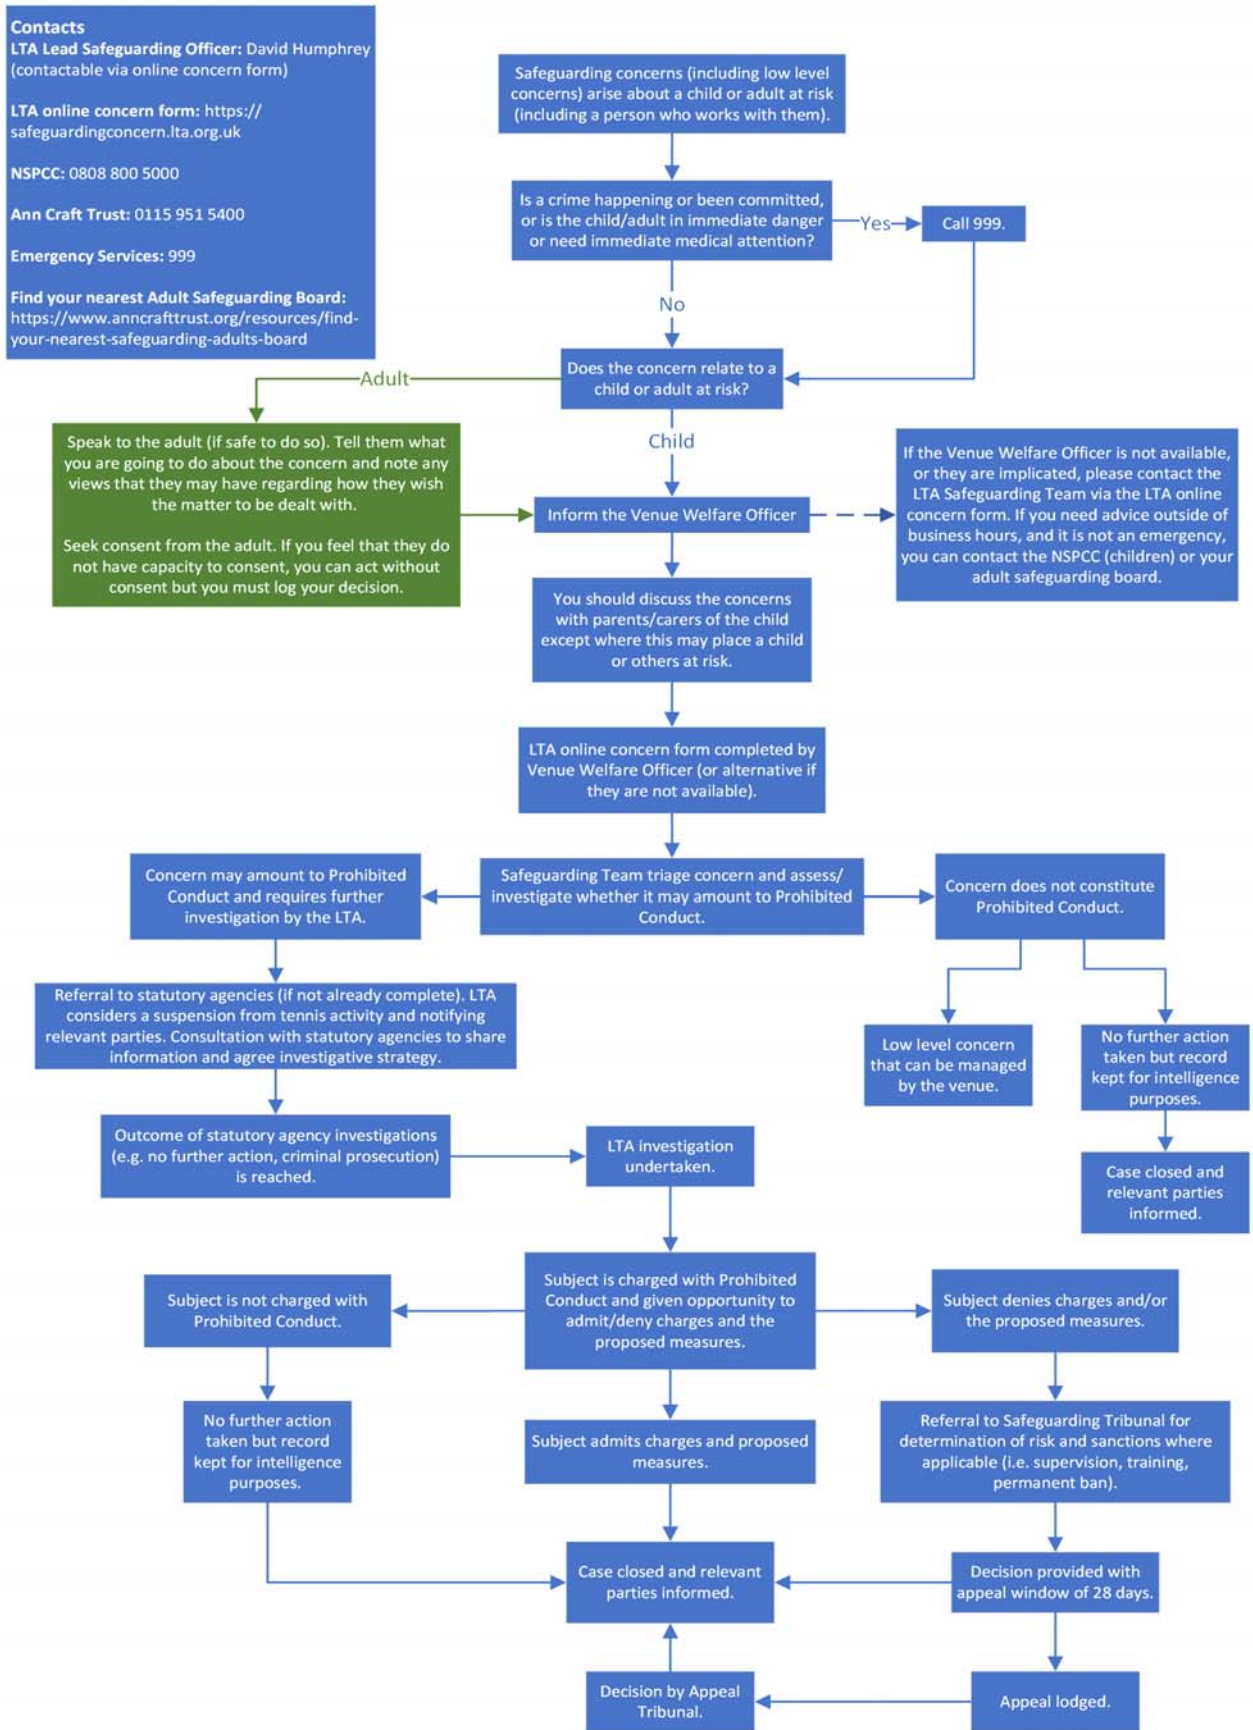 Contacts
LTA Lead Safeguarding Officer: David Humphrey
(contactable via online concern form)
LTA online concern form: https://
safeguardingconcern.lta.org.uk
NSPCC: 0808 800 5000
Ann Craft Trust: 0115 951 5400
Emergency Services: 999
Find your nearest Adult Safeguarding Board:
https://www.anncrafttrust.org/resources/find-
your-nearest-safeguarding-adults-board
Safeguarding concerns (including low level
concerns) arise about a child or adult at risk
(including a person who works with them).
Is a crime happening or been committed,
or is the child/adult in immediate danger
or need immediate medical attention?
Yes
Call 999.
No
Does the concern relate to a
child or adult at risk?
Adult
Child
Speak to the adult (if safe to do so). Tell them what
you are going to do about the concern and note any
views that they may have regarding how they wish
the matter to be dealt with.
Seek consent from the adult. If you feel that they do
not have capacity to consent, you can act without
consent but you must log your decision.
Inform the Venue Welfare Officer
If the Venue Welfare Officer is not available,
or they are implicated, please contact the
LTA Safeguarding Team via the LTA online
concern form. If you need advice outside of
business hours, and it is not an emergency,
you can contact the NSPCC (children) or your
adult safeguarding board.
You should discuss the concerns
with parents/carers of the child
except where this may place a child
or others at risk.
LTA online concern form completed by
Venue Welfare Officer (or alternative if
they are not available).
Safeguarding Team triage concern and assess/
investigate whether it may amount to Prohibited
Conduct.
Concern may amount to Prohibited
Conduct and requires further
investigation by the LTA.
Concern does not constitute
Prohibited Conduct.
Referral to statutory agencies (if not already complete). LTA
considers a suspension from tennis activity and notifying
relevant parties. Consultation with statutory agencies to share
information and agree investigative strategy.
Low level concern
that can be managed
by the venue.
No further action
taken but record
kept for intelligence
purposes.
Outcome of statutory agency investigations
(e.g. no further action, criminal prosecution)
is reached.
LTA investigation
undertaken.
Case closed and
relevant parties
informed.
Subject is not charged with
Prohibited Conduct.
Subject is charged with Prohibited
Conduct and given opportunity to
admit/deny charges and the
proposed measures.
Subject denies charges and/or
the proposed measures.
No further action
taken but record
kept for intelligence
purposes.
Subject admits charges and proposed
measures.
Referral to Safeguarding Tribunal for
determination of risk and sanctions where
applicable (i.e. supervision, training,
permanent ban).
Case closed and relevant
parties informed.
Decision provided with
appeal window of 28 days.
Decision by Appeal
Tribunal.
Appeal lodged.